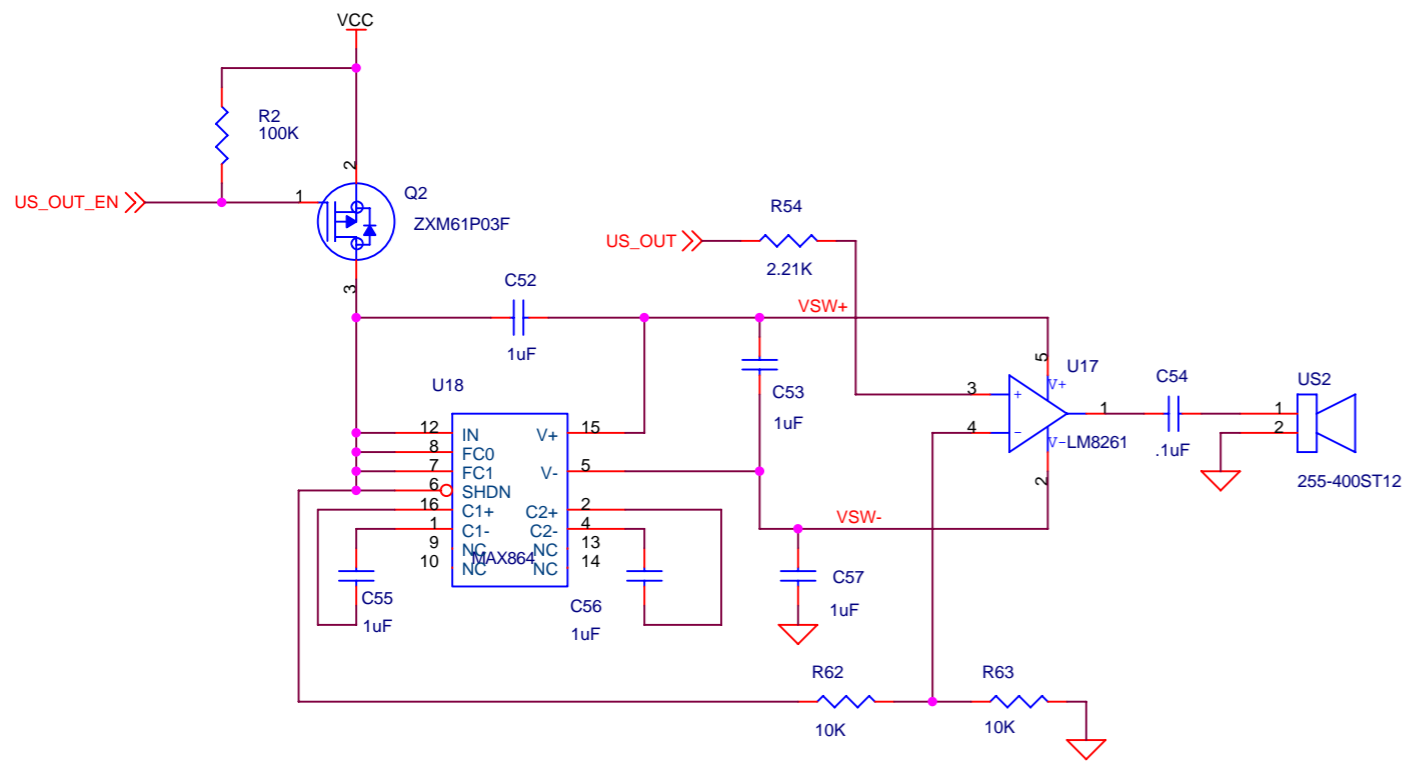 VCC
R2
100K
2
US_OUT_EN
1
Q2
ZXM61P03F
3
R54
US_OUT
2.21K
C52
1uF
VSW+
U18
C53
1uF
5
U17
3
V+
+
4
-
V-
LM8261
2
1
C54
.1uF
US2
1
2
255-400ST12
12
IN
V+
15
8
FC0
7
FC1
V-
5
6
SHDN
16
C1+
C2+
2
1
C1-
C2-
4
9
NC
NC
13
10
NC
NC
14
MAX864
VSW-
C55
1uF
C56
1uF
C57
1uF
R62
10K
R63
10K